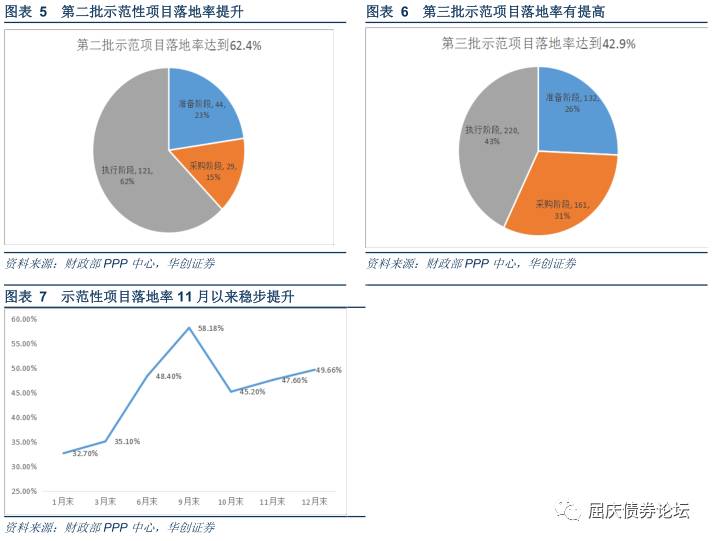 图表 5 第二批示范性项目落地率提升
第二批示范项目落地率达到62.4%
准备阶段, 44,
23%
采购阶段, 29,
15%
执行阶段, 121,
62%
资料来源：财政部 PPP 中心，华创证券
图表 6 第三批示范项目落地率有提高
第三批示范项目落地率达到42.9%
准备阶段, 132,
26%
采购阶段, 161,
31%
执行阶段, 220,
43%
资料来源：财政部 PPP 中心，华创证券
图表 7 示范性项目落地率 11 月以来稳步提升
60.00%
55.00%
50.00%
45.00%
40.00%
35.00%
30.00%
25.00%
32.70%
35.10%
48.40%
58.18%
45.20%
47.60%
49.66%
1月末 3月末 6月末 9月末 10月末 11月末 12月末
资料来源：财政部 PPP 中心，华创证券
屈庆债券论坛